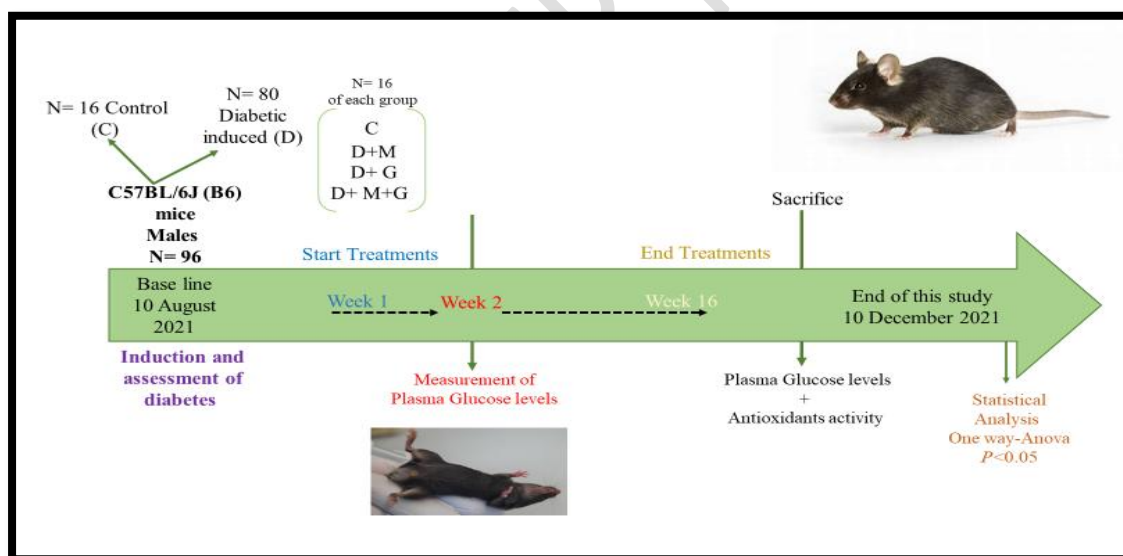 N= 16 Control
(C)
N= 80
Diabetic
induced (D)
N= 16
of each group
C
D+M
D+ G
D+ M+G
C57BL/6J (B6)
mice
Males
N= 96
Sacrifice
Start Treatments
End Treatments
Base line
10 August
2021
Week 1
Week 2
Week 16
End of this study
10 December 2021
Induction and
assessment of
diabetes
Measurement of
Plasma Glucose levels
Plasma Glucose levels
+
Antioxidants activity
Statistical
Analysis
One way-Anova
P<0.05